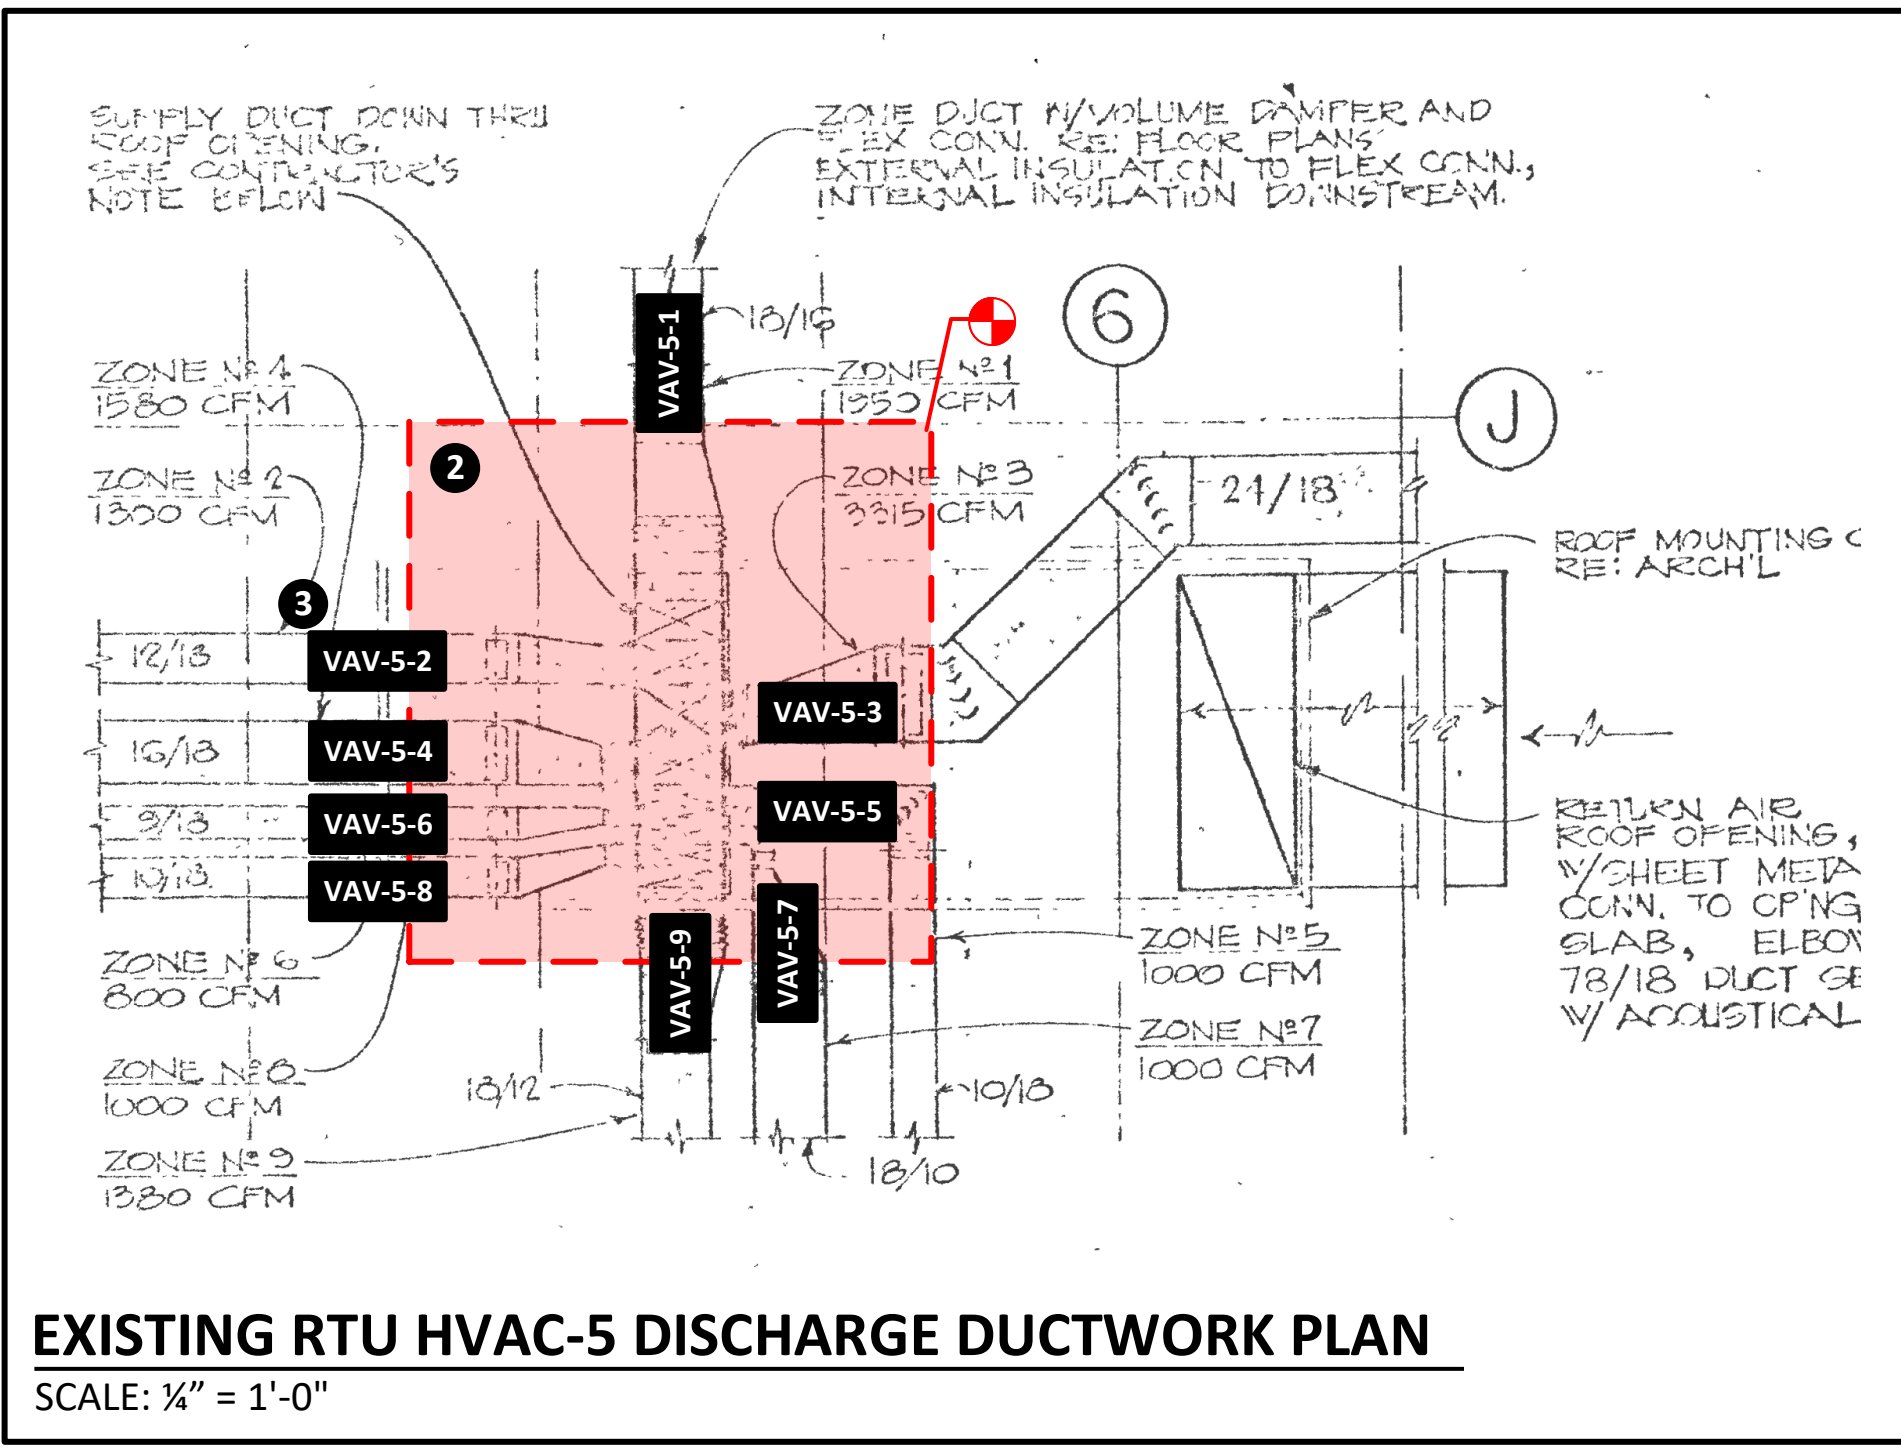 SUPPLY DUCT DOWN THRU
ROOF OPENING.
SEE CONTRACTOR'S
NOTE BELOW
ZONE DUCT W/VOLUME DAMPER AND
FLEX CONN. RE: FLOOR PLANS
EXTERNAL INSULATION TO FLEX CONN.,
INTERNAL INSULATION DOWNSTREAM.
VAV-5-1
18/16
6
ZONE Nº 4
1580 CFM
ZONE Nº 1
1350 CFM
J
2
ZONE Nº 2
1300 CFM
ZONE Nº 3
3315 CFM
24/18
ROOF MOUNTING C
RE: ARCH'L
3
12/18
VAV-5-2
VAV-5-3
16/18
VAV-5-4
9/18
VAV-5-6
VAV-5-5
10/18
VAV-5-8
VAV-5-7
VAV-5-9
RETURN AIR
ROOF OPENING,
W/SHEET META
CONN. TO OP'NG
SLAB, ELBOW
78/18 DUCT SE
W/ ACOUSTICAL
ZONE Nº 6
800 CFM
ZONE Nº 5
1000 CFM
ZONE Nº 7
1000 CFM
ZONE Nº 8
1000 CFM
18/12
10/18
ZONE Nº 9
1380 CFM
18/10
EXISTING RTU HVAC-5 DISCHARGE DUCTWORK PLAN
SCALE: ¼” = 1'-0"